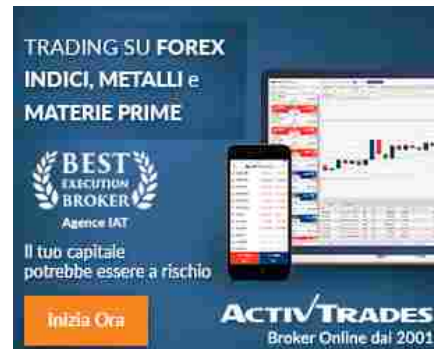 TRADING SU FOREX
INDICI, METALLI e
MATERIE PRIME
BEST
EXECUTION
BROKER
Agence IAT
Il tuo capitale
potrebbe essere a rischio
Inizia Ora
ACTIVTRADES
Broker Online dal 2001